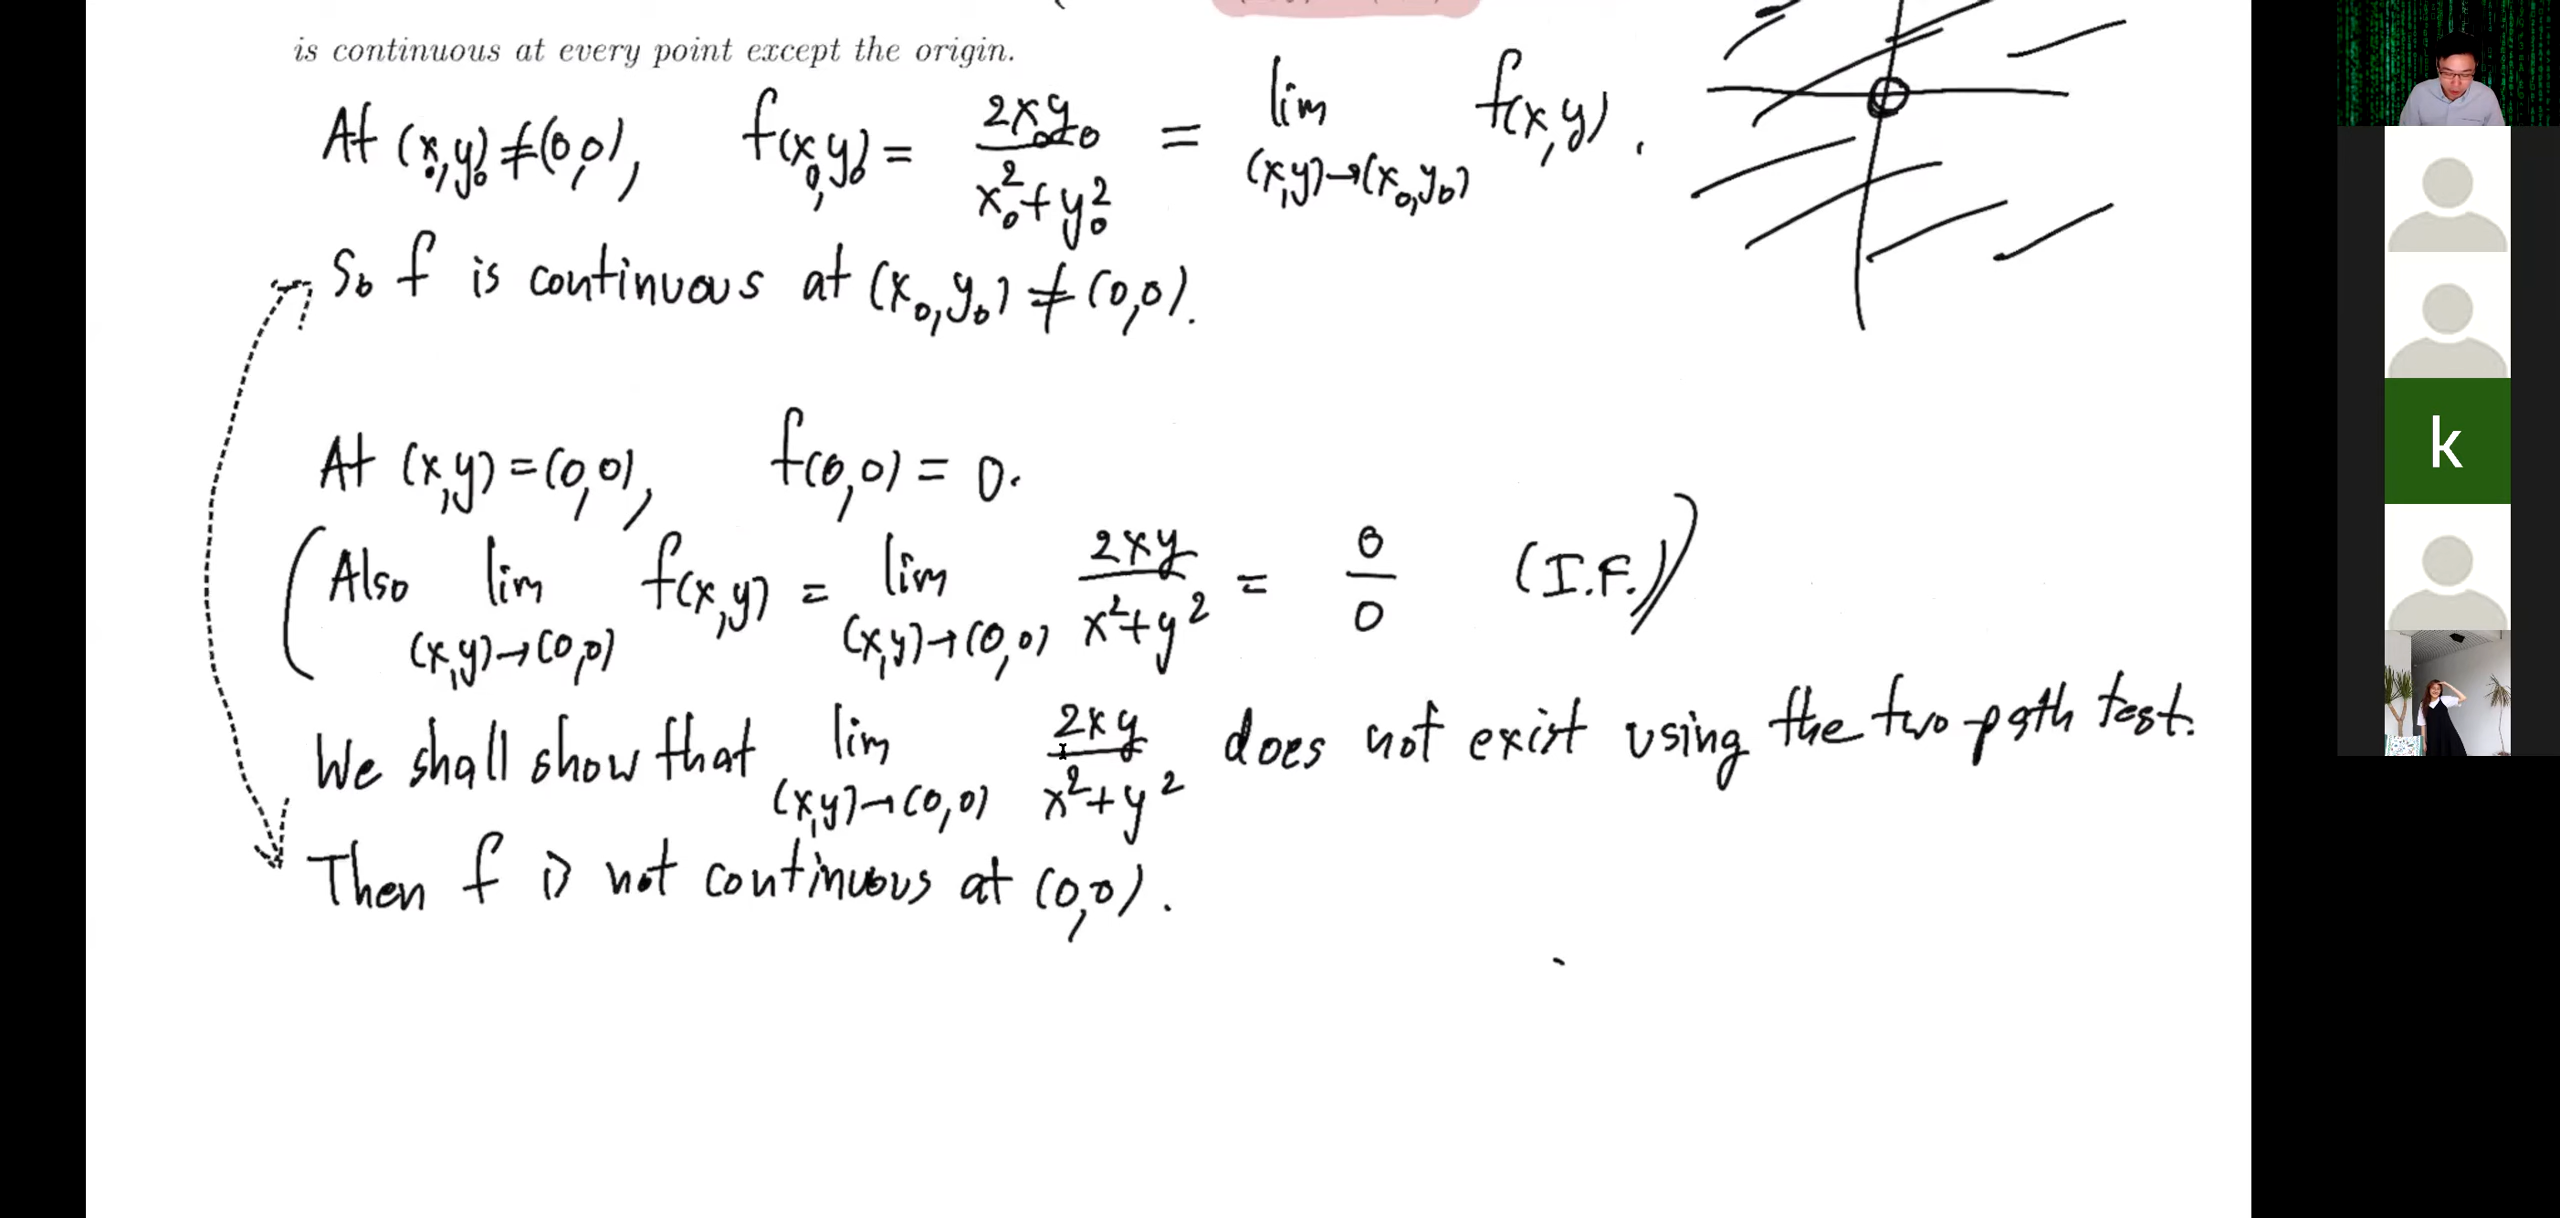 is continuous at every point except the origin.
At (x₀,y₀)≠(0,0), f(x₀,y₀) = 2x₀y₀/(x₀²+y₀²) = lim (x,y)→(x₀,y₀) f(x,y).
So f is continuous at (x₀,y₀) ≠ (0,0).
At (x,y)=(0,0), f(0,0) = 0.
(Also lim (x,y)→(0,0) f(x,y) = lim (x,y)→(0,0) 2xy/(x²+y²) = 0/0 (I.F.))
We shall show that lim (x,y)→(0,0) 2xy/(x²+y²) does not exist using the two-path test.
Then f is not continuous at (0,0).
k